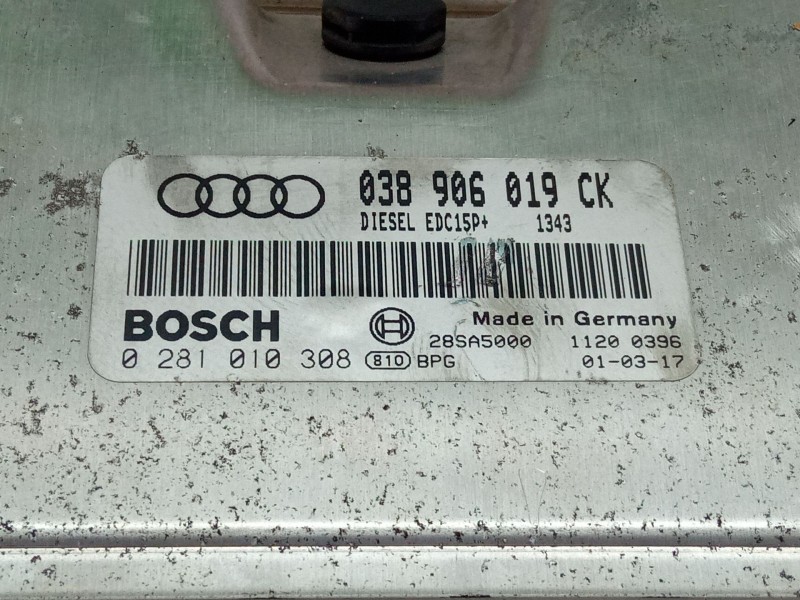 038 906 019 CK
DIESEL EDC15P+ 1343
BOSCH
Made in Germany
0 281 010 308 810 BPG
28SA5000 1120 0396
01-03-17